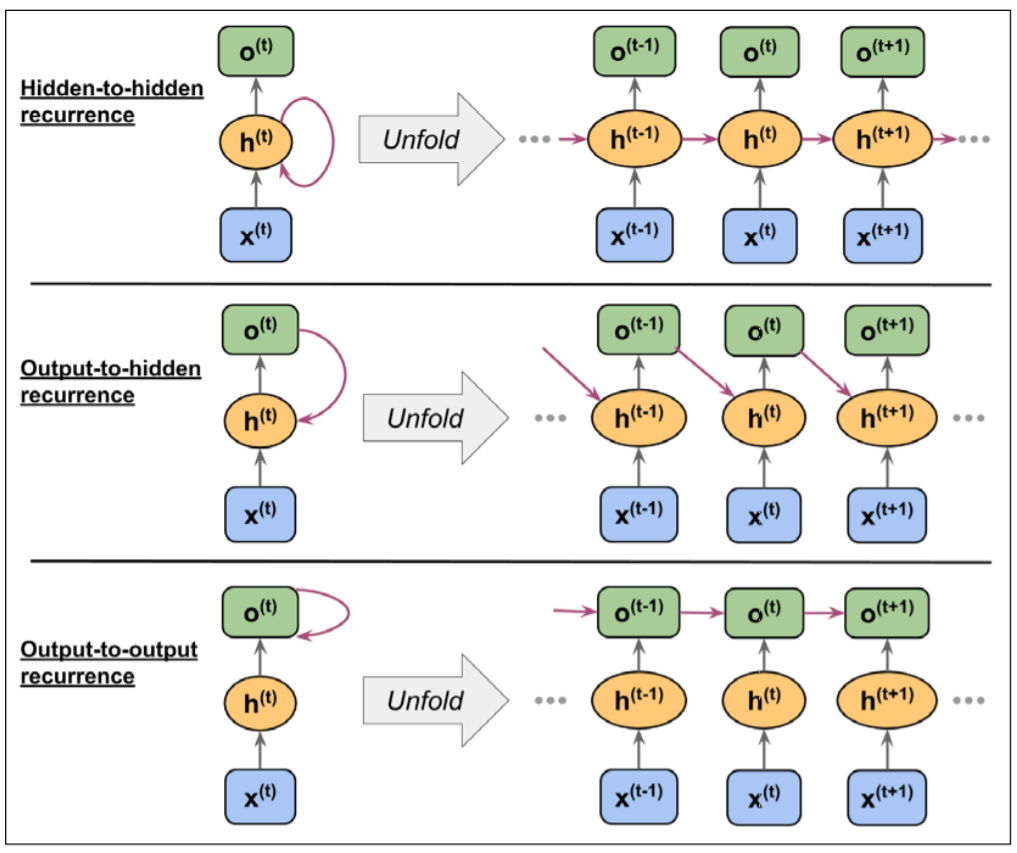 o(t) o(t-1) o(t) o(t+1)
Hidden-to-hidden
recurrence
h(t) Unfold ••• h(t-1) h(t) h(t+1) •••
x(t) x(t-1) x(t) x(t+1)
o(t) o(t-1) o(t) o(t+1)
Output-to-hidden
recurrence
h(t) Unfold ••• h(t-1) h(t) h(t+1) •••
x(t) x(t-1) x(t) x(t+1)
o(t) o(t-1) o(t) o(t+1)
Output-to-output
recurrence
h(t) Unfold ••• h(t-1) h(t) h(t+1) •••
x(t) x(t-1) x(t) x(t+1)